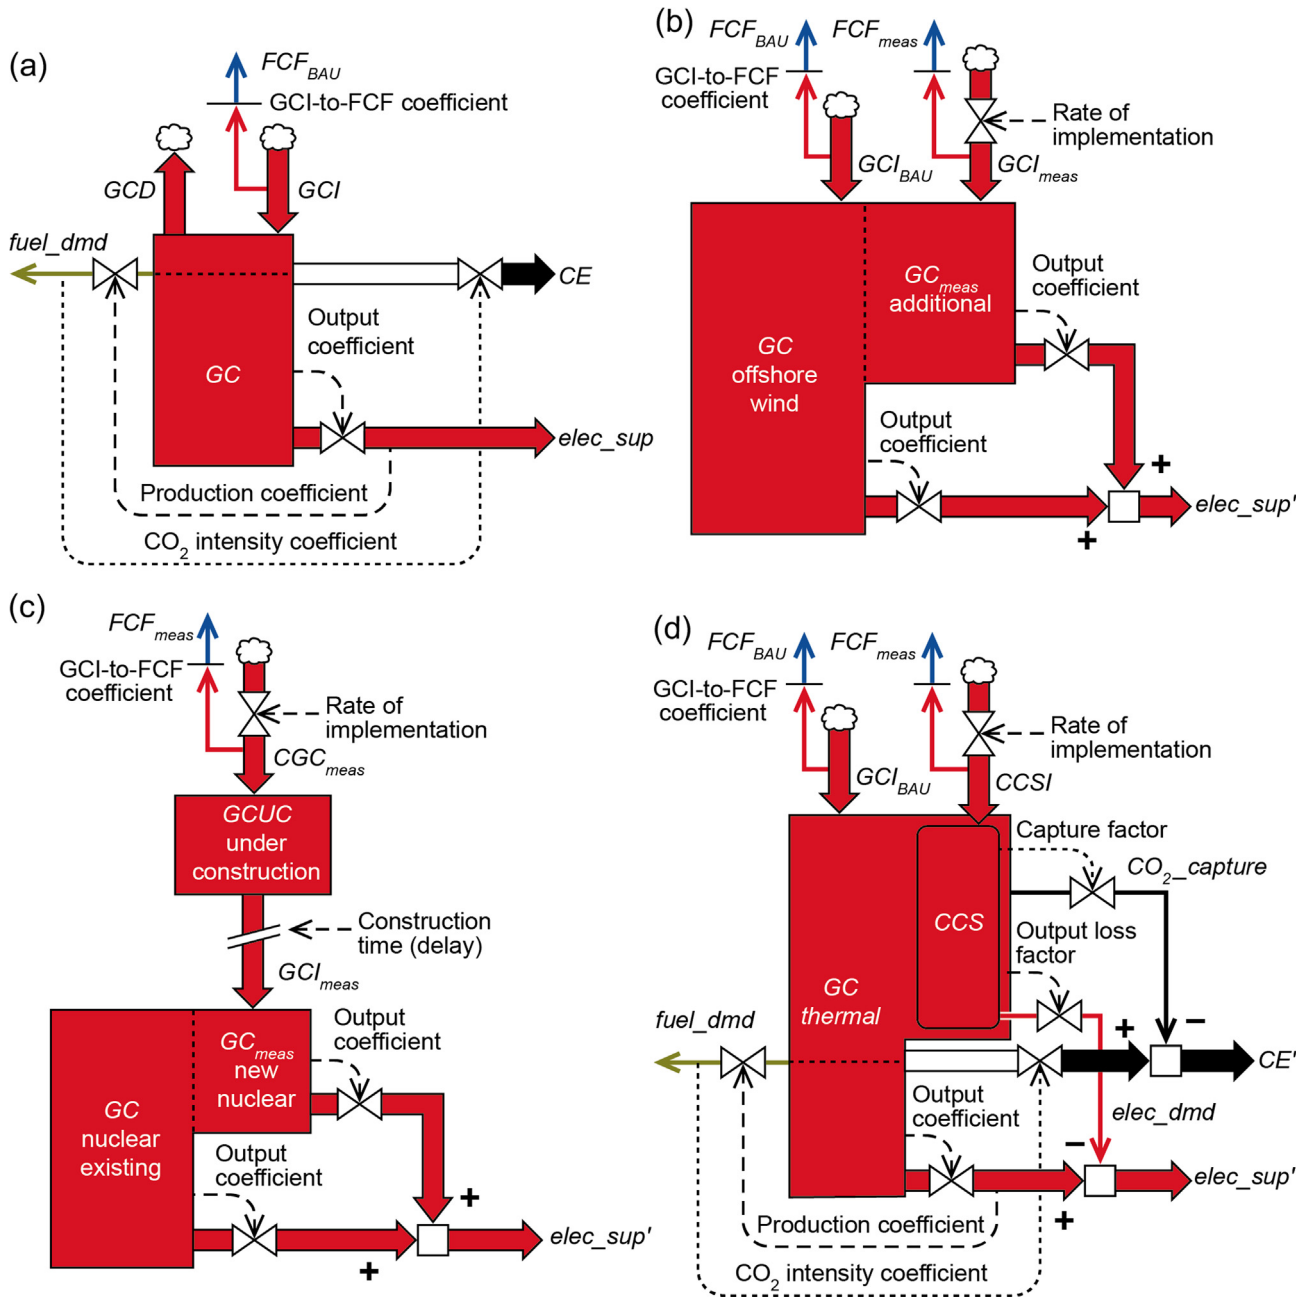 (a)
FCF_BAU
GCI-to-FCF coefficient
GCD
GCI
fuel_dmd
CE
Output
coefficient
GC
elec_sup
Production coefficient
CO2 intensity coefficient
(b)
FCF_BAU
FCF_meas
GCI-to-FCF
coefficient
Rate of
implementation
GCI_BAU
GCI_meas
GC_meas
additional
Output
coefficient
GC
offshore
wind
Output
coefficient
+
+
elec_sup'
(c)
FCF_meas
GCI-to-FCF
coefficient
Rate of
implementation
CGC_meas
GCUC
under
construction
Construction
time (delay)
GCI_meas
Output
coefficient
GC_meas
new
nuclear
GC
nuclear
existing
Output
coefficient
+
+
elec_sup'
(d)
FCF_BAU
FCF_meas
GCI-to-FCF
coefficient
Rate of
implementation
GCI_BAU
CCSI
Capture factor
CO2_capture
CCS
Output loss
factor
GC
thermal
fuel_dmd
+
−
CE'
Output
coefficient
elec_dmd
−
+
elec_sup'
Production coefficient
CO2 intensity coefficient